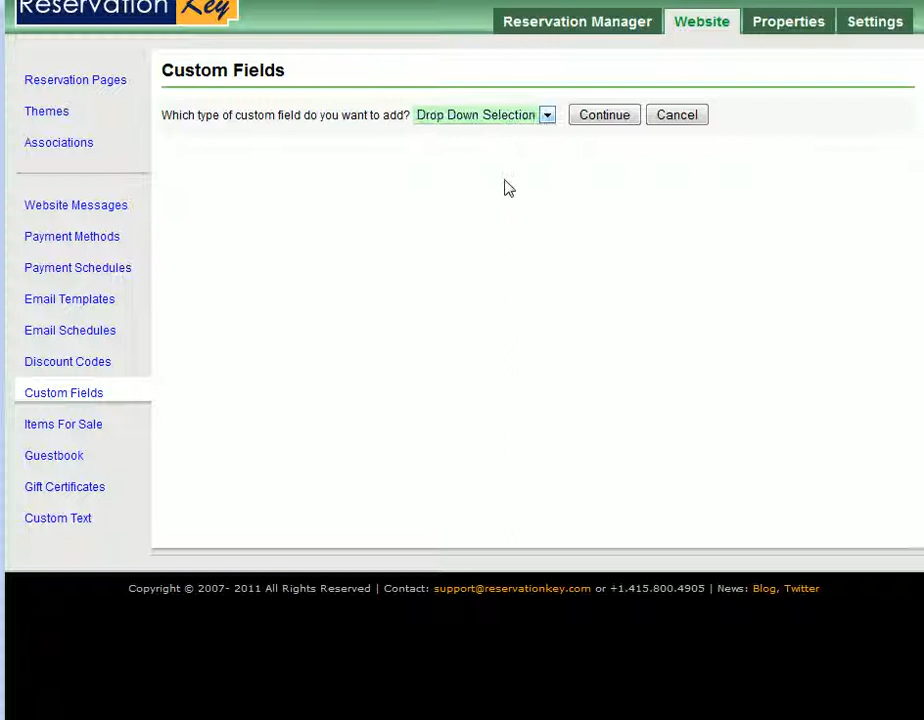 Reservation Key
Reservation Manager Website Properties Settings
Reservation Pages
Themes
Associations
Website Messages
Payment Methods
Payment Schedules
Email Templates
Email Schedules
Discount Codes
Custom Fields
Items For Sale
Guestbook
Gift Certificates
Custom Text
Custom Fields
Which type of custom field do you want to add? Drop Down Selection Continue Cancel
Copyright © 2007- 2011 All Rights Reserved | Contact: support@reservationkey.com or +1.415.800.4905 | News: Blog, Twitter